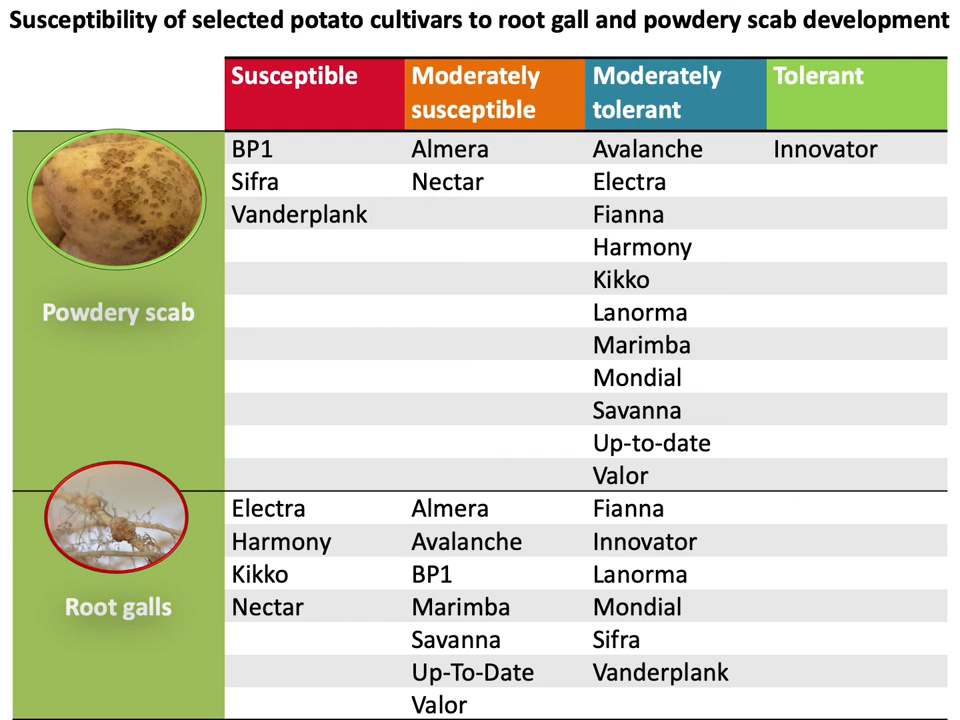 Susceptibility of selected potato cultivars to root gall and powdery scab development
Susceptible Moderately susceptible Moderately tolerant Tolerant
BP1 Almera Avalanche Innovator
Sifra Nectar Electra
Vanderplank Fianna
Harmony
Kikko
Powdery scab
Lanorma
Marimba
Mondial
Savanna
Up-to-date
Valor
Electra Almera Fianna
Harmony Avalanche Innovator
Kikko BP1 Lanorma
Root galls
Nectar Marimba Mondial
Savanna Sifra
Up-To-Date Vanderplank
Valor